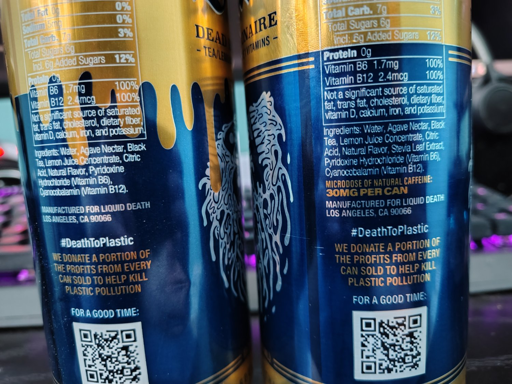 0%
0%
3%
Incl. 6g Added Sugars 12%
Protein 0g
Vitamin B6 1.7mg 100%
Vitamin B12 2.4mcg 100%
Not a significant source of saturated
fat, trans fat, cholesterol, dietary fiber,
vitamin D, calcium, iron, and potassium.
Ingredients: Water, Agave Nectar, Black
Tea, Lemon Juice Concentrate, Citric
Acid, Natural Flavor, Pyridoxine
Hydrochloride (Vitamin B6),
Cyanocobalamin (Vitamin B12).
MANUFACTURED FOR LIQUID DEATH
LOS ANGELES, CA 90066
#DeathToPlastic
WE DONATE A PORTION OF
THE PROFITS FROM EVERY
CAN SOLD TO HELP KILL
PLASTIC POLLUTION
FOR A GOOD TIME:
DEAD
NAIRE
Total Carb. 7g 3%
Total Sugars 6g
Incl. 6g Added Sugars 12%
Protein 0g
Vitamin B6 1.7mg 100%
Vitamin B12 2.4mcg 100%
Not a significant source of saturated
fat, trans fat, cholesterol, dietary fiber,
vitamin D, calcium, iron, and potassium.
Ingredients: Water, Agave Nectar, Black
Tea, Lemon Juice Concentrate, Citric
Acid, Natural Flavor, Stevia Leaf Extract,
Pyridoxine Hydrochloride (Vitamin B6),
Cyanocobalamin (Vitamin B12).
MICRODOSE OF NATURAL CAFFEINE:
30MG PER CAN
MANUFACTURED FOR LIQUID DEATH
LOS ANGELES, CA 90066
#DeathToPlastic
WE DONATE A PORTION OF
THE PROFITS FROM EVERY
CAN SOLD TO HELP KILL
PLASTIC POLLUTION
FOR A GOOD TIME: